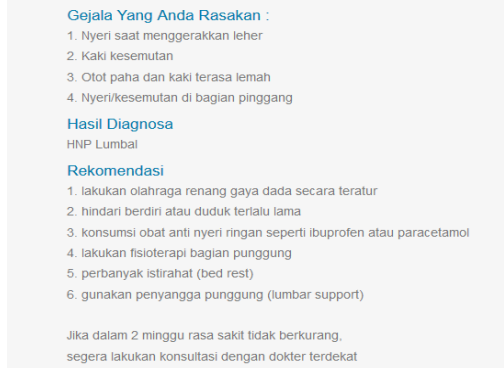 Gejala Yang Anda Rasakan :
1. Nyeri saat menggerakkan leher
2. Kaki kesemutan
3. Otot paha dan kaki terasa lemah
4. Nyeri/kesemutan di bagian pinggang
Hasil Diagnosa
HNP Lumbal
Rekomendasi
1. lakukan olahraga renang gaya dada secara teratur
2. hindari berdiri atau duduk terlalu lama
3. konsumsi obat anti nyeri ringan seperti ibuprofen atau paracetamol
4. lakukan fisioterapi bagian punggung
5. perbanyak istirahat (bed rest)
6. gunakan penyangga punggung (lumbar support)
Jika dalam 2 minggu rasa sakit tidak berkurang,
segera lakukan konsultasi dengan dokter terdekat